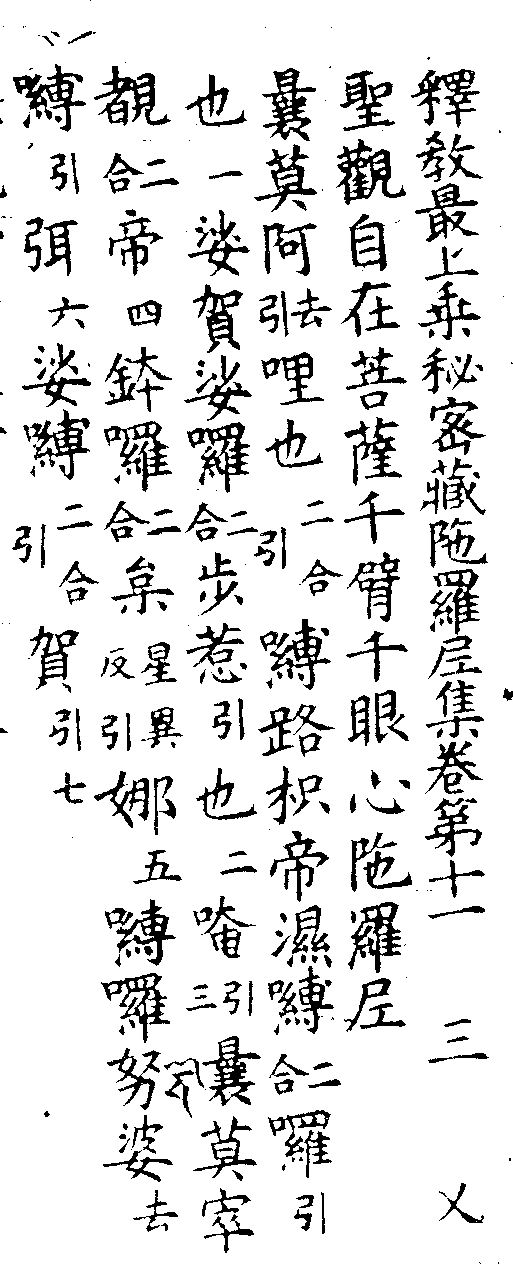 釋教最上乘秘密藏陁羅尼集卷第十一 三 乂
聖觀自在菩薩千臂千眼心陁羅尼
曩莫阿去引哩也二合引嚩路枳帝濕嚩二合羅引
也一娑賀娑羅二合步惹引也二唵引三曩莫窣
覩二合帝四鉢囉二合枲星異反引娜五嚩囉努婆去
嚩引弭六娑嚩二合引賀引七